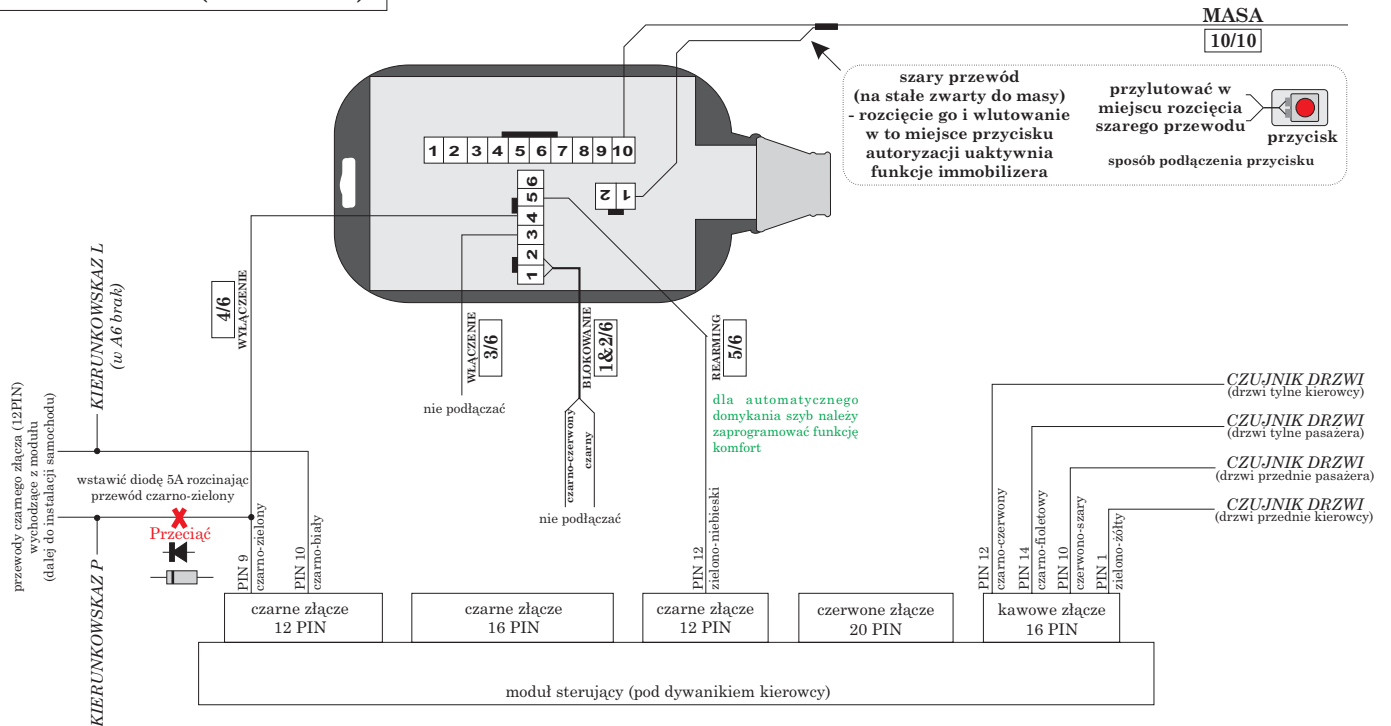 MASA
10/10
szary przewód
(na stałe zwarty do masy)
- rozcięcie go i wlutowanie
w to miejsce przycisku
autoryzacji uaktywnia
funkcje immobilizera
przylutować w
miejscu rozcięcia
szarego przewodu
przycisk
sposób podłączenia przycisku
1 2 3 4 5 6 7 8 9 10
1 2 3 4 5 6
1 2
4/6
WYŁĄCZENIE
WŁĄCZENIE
3/6
nie podłączać
BLOKOWANIE
1&2/6
czarno-czerwony
czarny
nie podłączać
REARMING
5/6
dla automatycznego
domykania szyb należy
zaprogramować funkcję
komfort
KIERUNKOWSKAZ L
(w A6 brak)
przewody czarnego złącza (12PIN)
wychodzące z modułu
(dalej do instalacji samochodu)
wstawić diodę 5A rozcinając
przewód czarno-zielony
Przeciąć
KIERUNKOWSKAZ P
PIN 9
czarno-zielony
PIN 10
czarno-biały
PIN 12
zielono-niebieski
PIN 12
czarno-czerwony
PIN 14
czarno-fioletowy
PIN 10
czerwono-szary
PIN 1
zielono-żółty
CZUJNIK DRZWI
(drzwi tylne kierowcy)
CZUJNIK DRZWI
(drzwi tylne pasażera)
CZUJNIK DRZWI
(drzwi przednie pasażera)
CZUJNIK DRZWI
(drzwi przednie kierowcy)
czarne złącze
12 PIN
czarne złącze
16 PIN
czarne złącze
12 PIN
czerwone złącze
20 PIN
kawowe złącze
16 PIN
moduł sterujący (pod dywanikiem kierowcy)